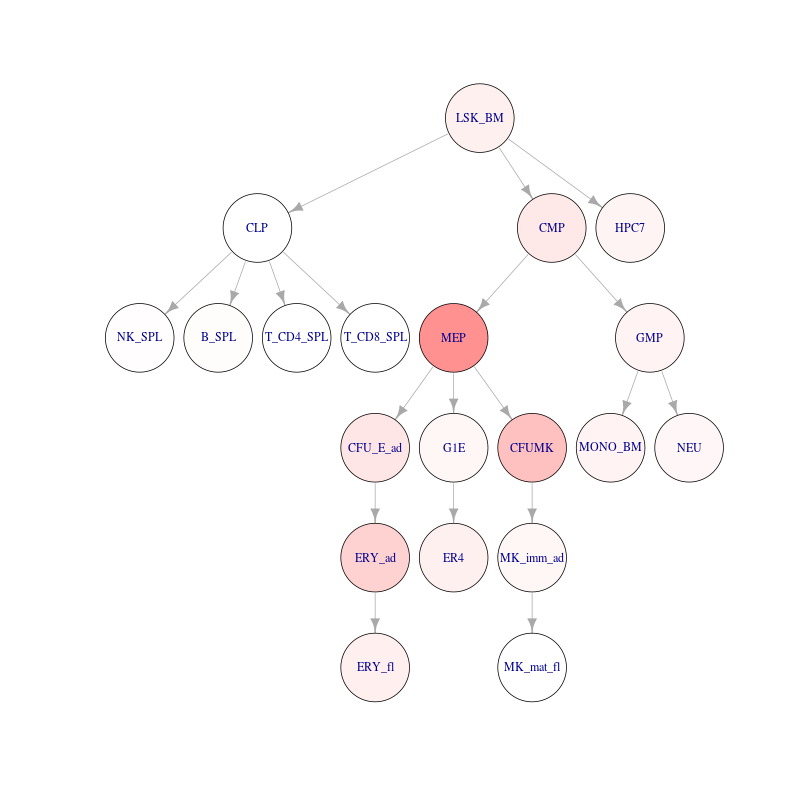 LSK_BM
CLP
CMP
HPC7
NK_SPL
B_SPL
T_CD4_SPL
T_CD8_SPL
MEP
GMP
CFU_E_ad
G1E
CFUMK
MONO_BM
NEU
ERY_ad
ER4
MK_imm_ad
ERY_fl
MK_mat_fl